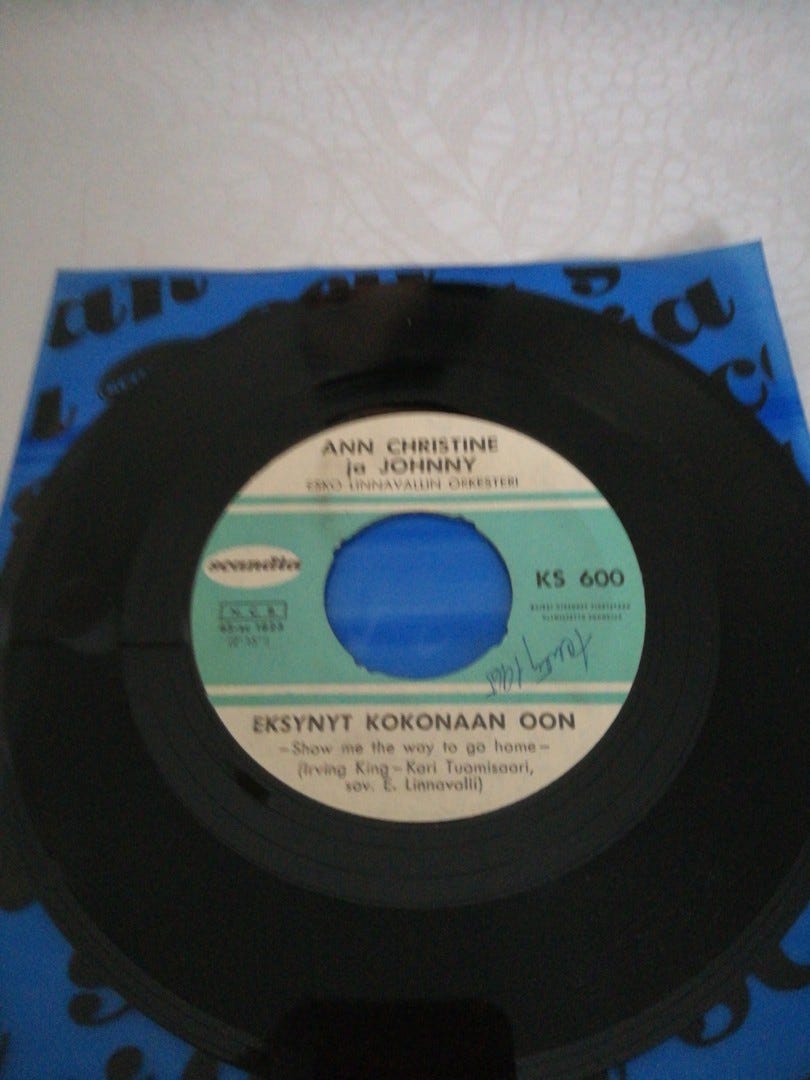 ANN CHRISTINE
ja JOHNNY
ESKO LINNAVALLIN ORKESTERI
scandia
KS 600
N. C. B.
EKSYNYT KOKONAAN OON
–Show me the way to go home–
(Irving King–Kari Tuomisaari,
sov. E. Linnavalli)